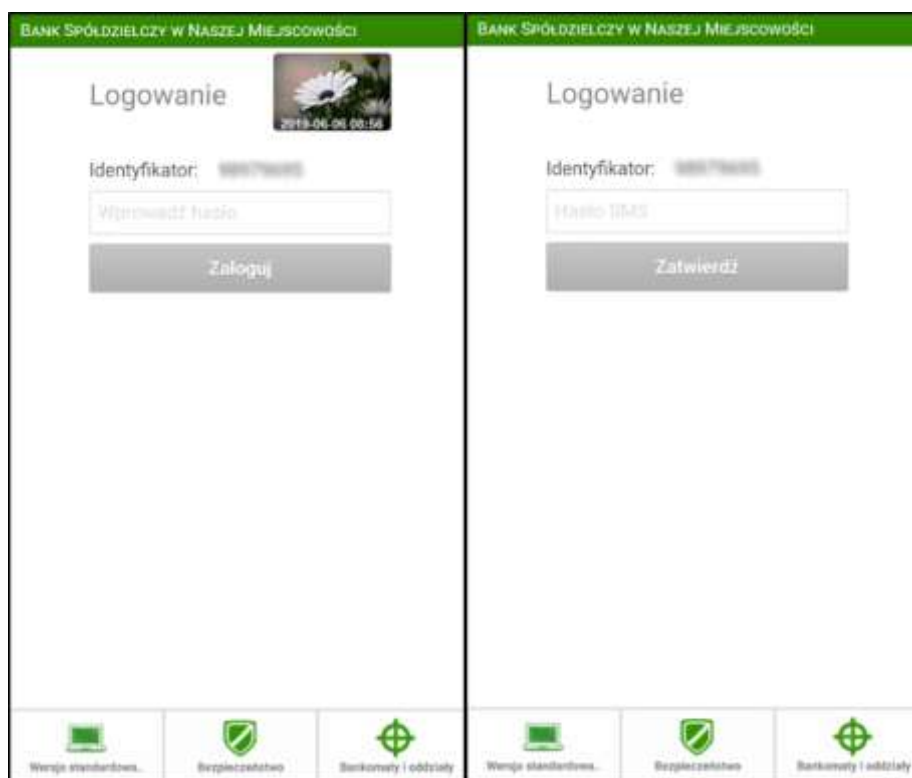 BANK SPÓŁDZIELCZY W NASZEJ MIEJSCOWOŚCI
Logowanie
2019-06-06 08:56
Identyfikator:
Wprowadź hasło
Zaloguj
Wersja standardowa..
Bezpieczeństwo
Bankomaty i oddziały
BANK SPÓŁDZIELCZY W NASZEJ MIEJSCOWOŚCI
Logowanie
Identyfikator:
Hasło SMS
Zatwierdź
Wersja standardowa..
Bezpieczeństwo
Bankomaty i oddziały